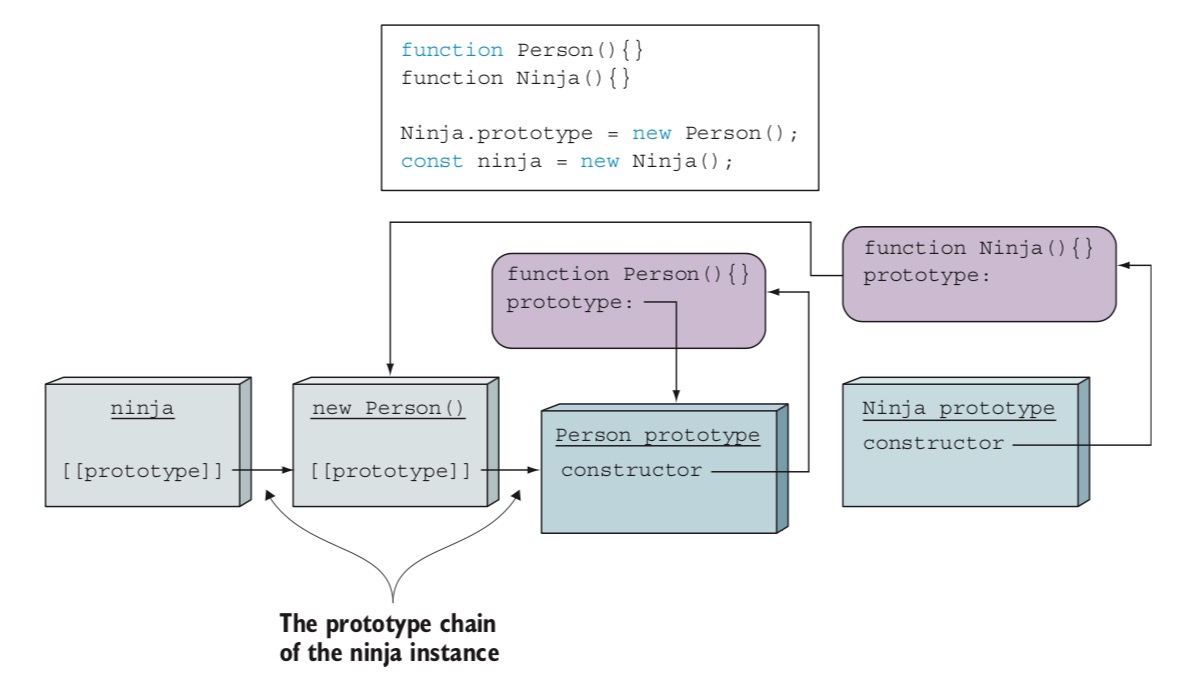 function Person(){}
function Ninja(){}
Ninja.prototype = new Person();
const ninja = new Ninja();
function Ninja(){}
prototype:
function Person(){}
prototype:
ninja
[[prototype]]
new Person()
[[prototype]]
Person prototype
constructor
Ninja prototype
constructor
The prototype chain
of the ninja instance